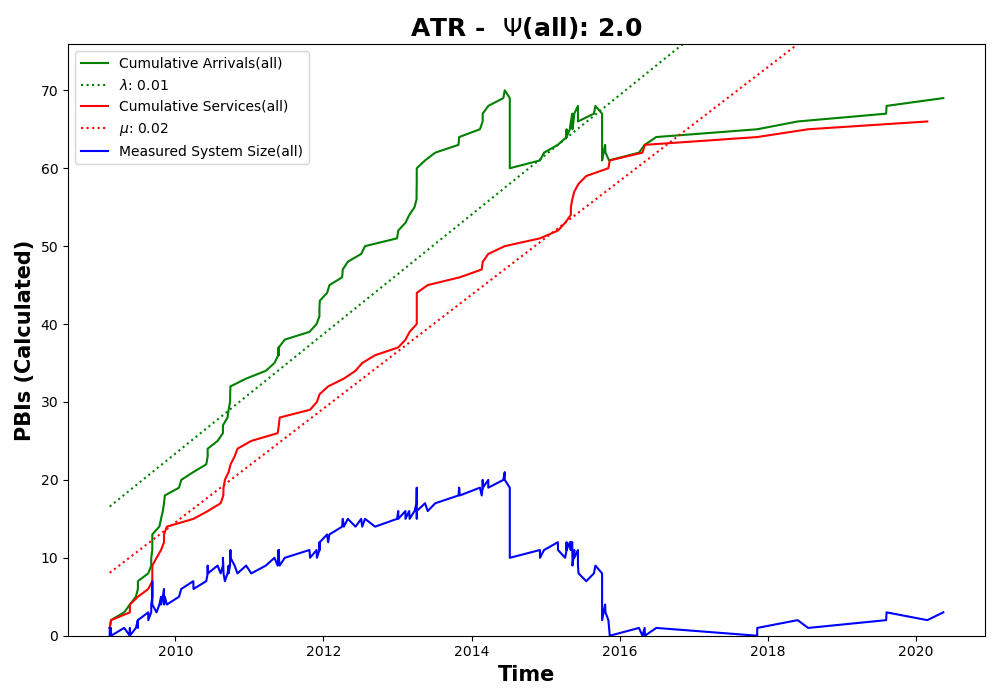 ATR - Ψ(all): 2.0
Cumulative Arrivals(all)
λ: 0.01
Cumulative Services(all)
μ: 0.02
Measured System Size(all)
PBIs (Calculated)
70
60
50
40
30
20
10
0
2010 2012 2014 2016 2018 2020
Time